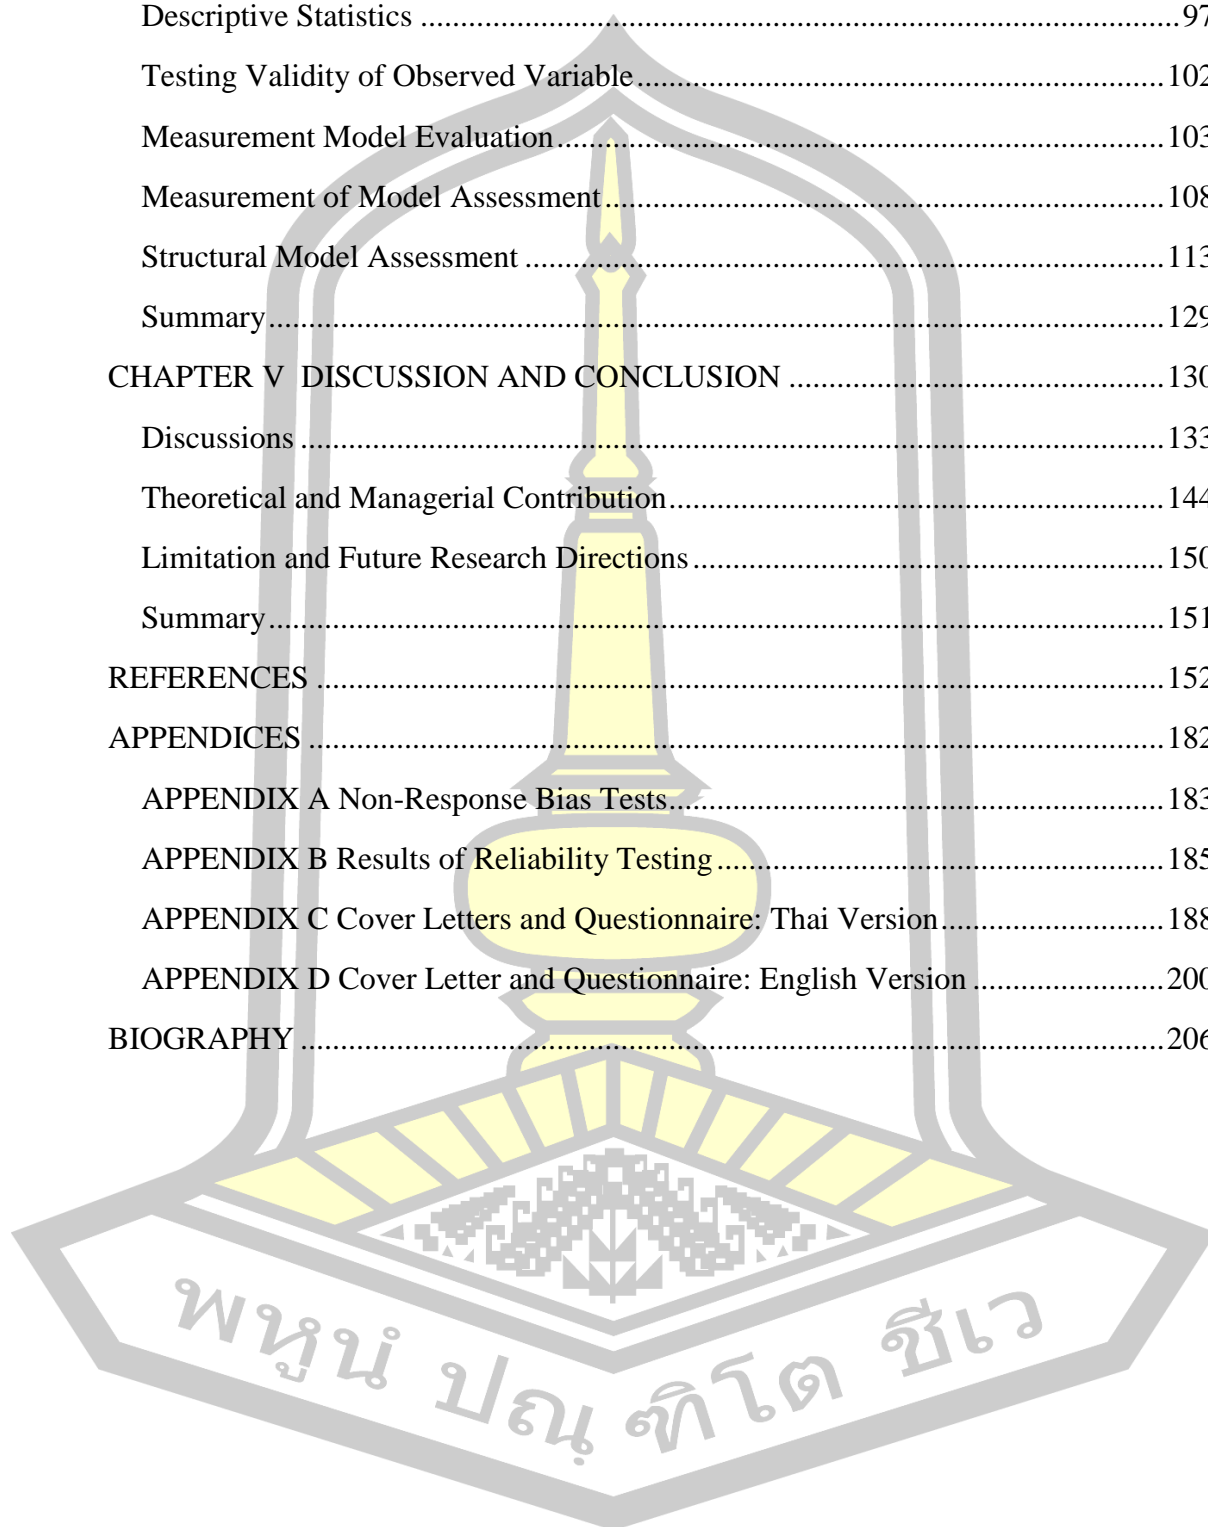 Descriptive Statistics ........................................................................................... 97
Testing Validity of Observed Variable ................................................................ 102
Measurement Model Evaluation .......................................................................... 103
Measurement of Model Assessment .................................................................... 108
Structural Model Assessment .............................................................................. 113
Summary ............................................................................................................. 129
CHAPTER V DISCUSSION AND CONCLUSION .............................................. 130
Discussions ......................................................................................................... 133
Theoretical and Managerial Contribution ............................................................ 144
Limitation and Future Research Directions ......................................................... 150
Summary ............................................................................................................. 151
REFERENCES ....................................................................................................... 152
APPENDICES ........................................................................................................ 182
APPENDIX A Non-Response Bias Tests ............................................................. 183
APPENDIX B Results of Reliability Testing ....................................................... 185
APPENDIX C Cover Letters and Questionnaire: Thai Version ........................... 188
APPENDIX D Cover Letter and Questionnaire: English Version ....................... 200
BIOGRAPHY ......................................................................................................... 206
พหูนํ ปณฺฑิโต ชีเว